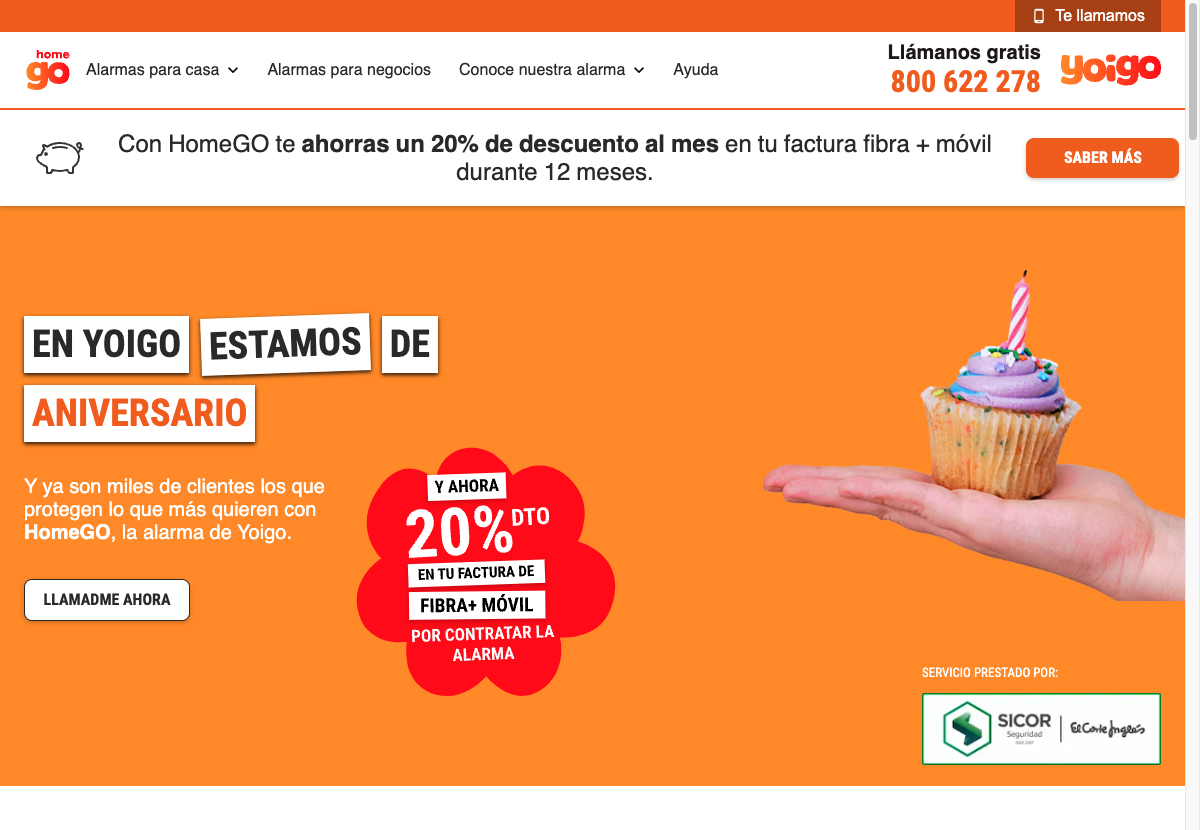 Te llamamos
home
go
Alarmas para casa
Alarmas para negocios
Conoce nuestra alarma
Ayuda
Llámanos gratis
800 622 278
yoigo
Con HomeGO te ahorras un 20% de descuento al mes en tu factura fibra + móvil
durante 12 meses.
SABER MÁS
EN YOIGO ESTAMOS DE
ANIVERSARIO
Y ya son miles de clientes los que
protegen lo que más quieren con
HomeGO, la alarma de Yoigo.
LLAMADME AHORA
Y AHORA
20% DTO
EN TU FACTURA DE
FIBRA+ MÓVIL
POR CONTRATAR LA
ALARMA
SERVICIO PRESTADO POR:
SICOR
Seguridad
El Corte Inglés